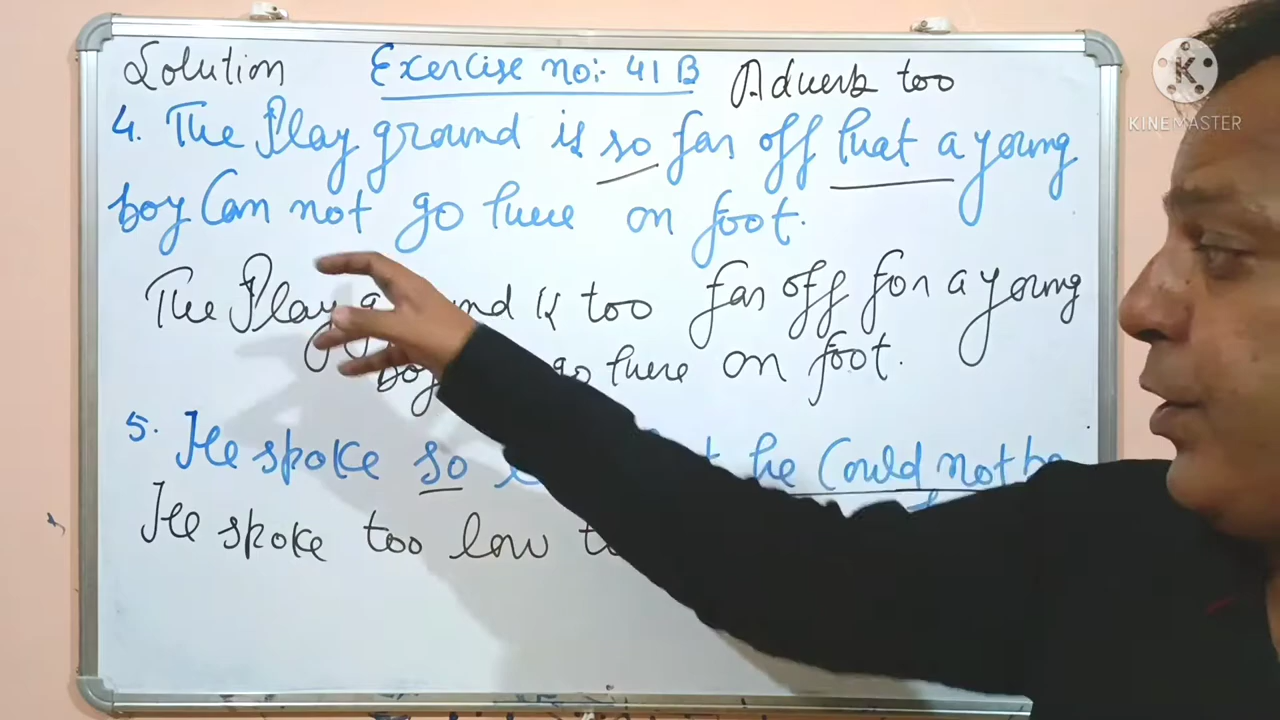 Solution Exercise no:- 41 B Adverb too
4. The Play ground is so far off that a young
boy Can not go there on foot.
The Play is too far off for a young
boy go there on foot.
5. He spoke so he Could not be
He spoke too low
K
KINEMASTER